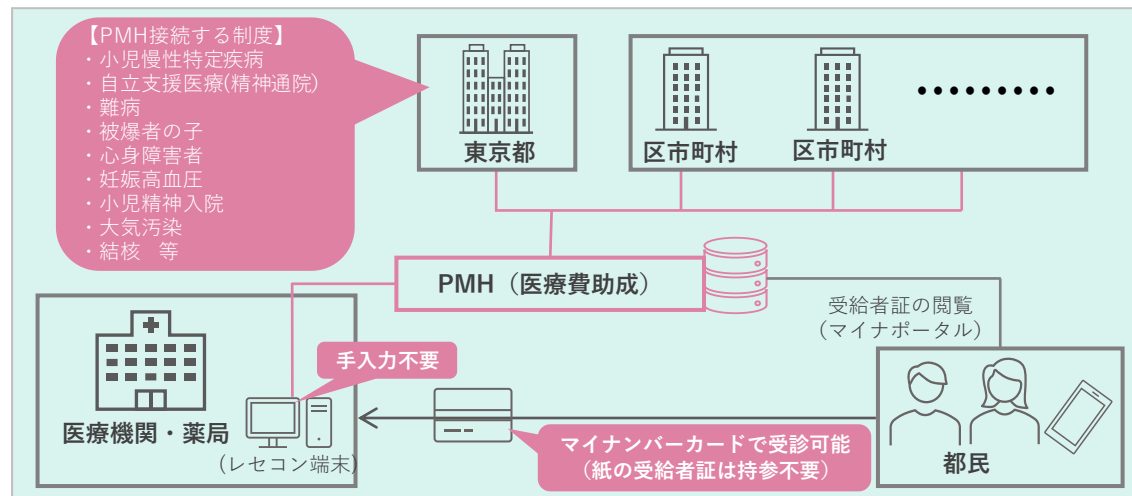 【PMH接続する制度】
・小児慢性特定疾病
・自立支援医療(精神通院)
・難病
・被爆者の子
・心身障害者
・妊娠高血圧
・小児精神入院
・大気汚染
・結核　等
東京都
区市町村
区市町村
・・・・・・・・・
PMH（医療費助成）
受給者証の閲覧
（マイナポータル）
手入力不要
医療機関・薬局
(レセコン端末)
マイナンバーカードで受診可能
（紙の受給者証は持参不要）
都民